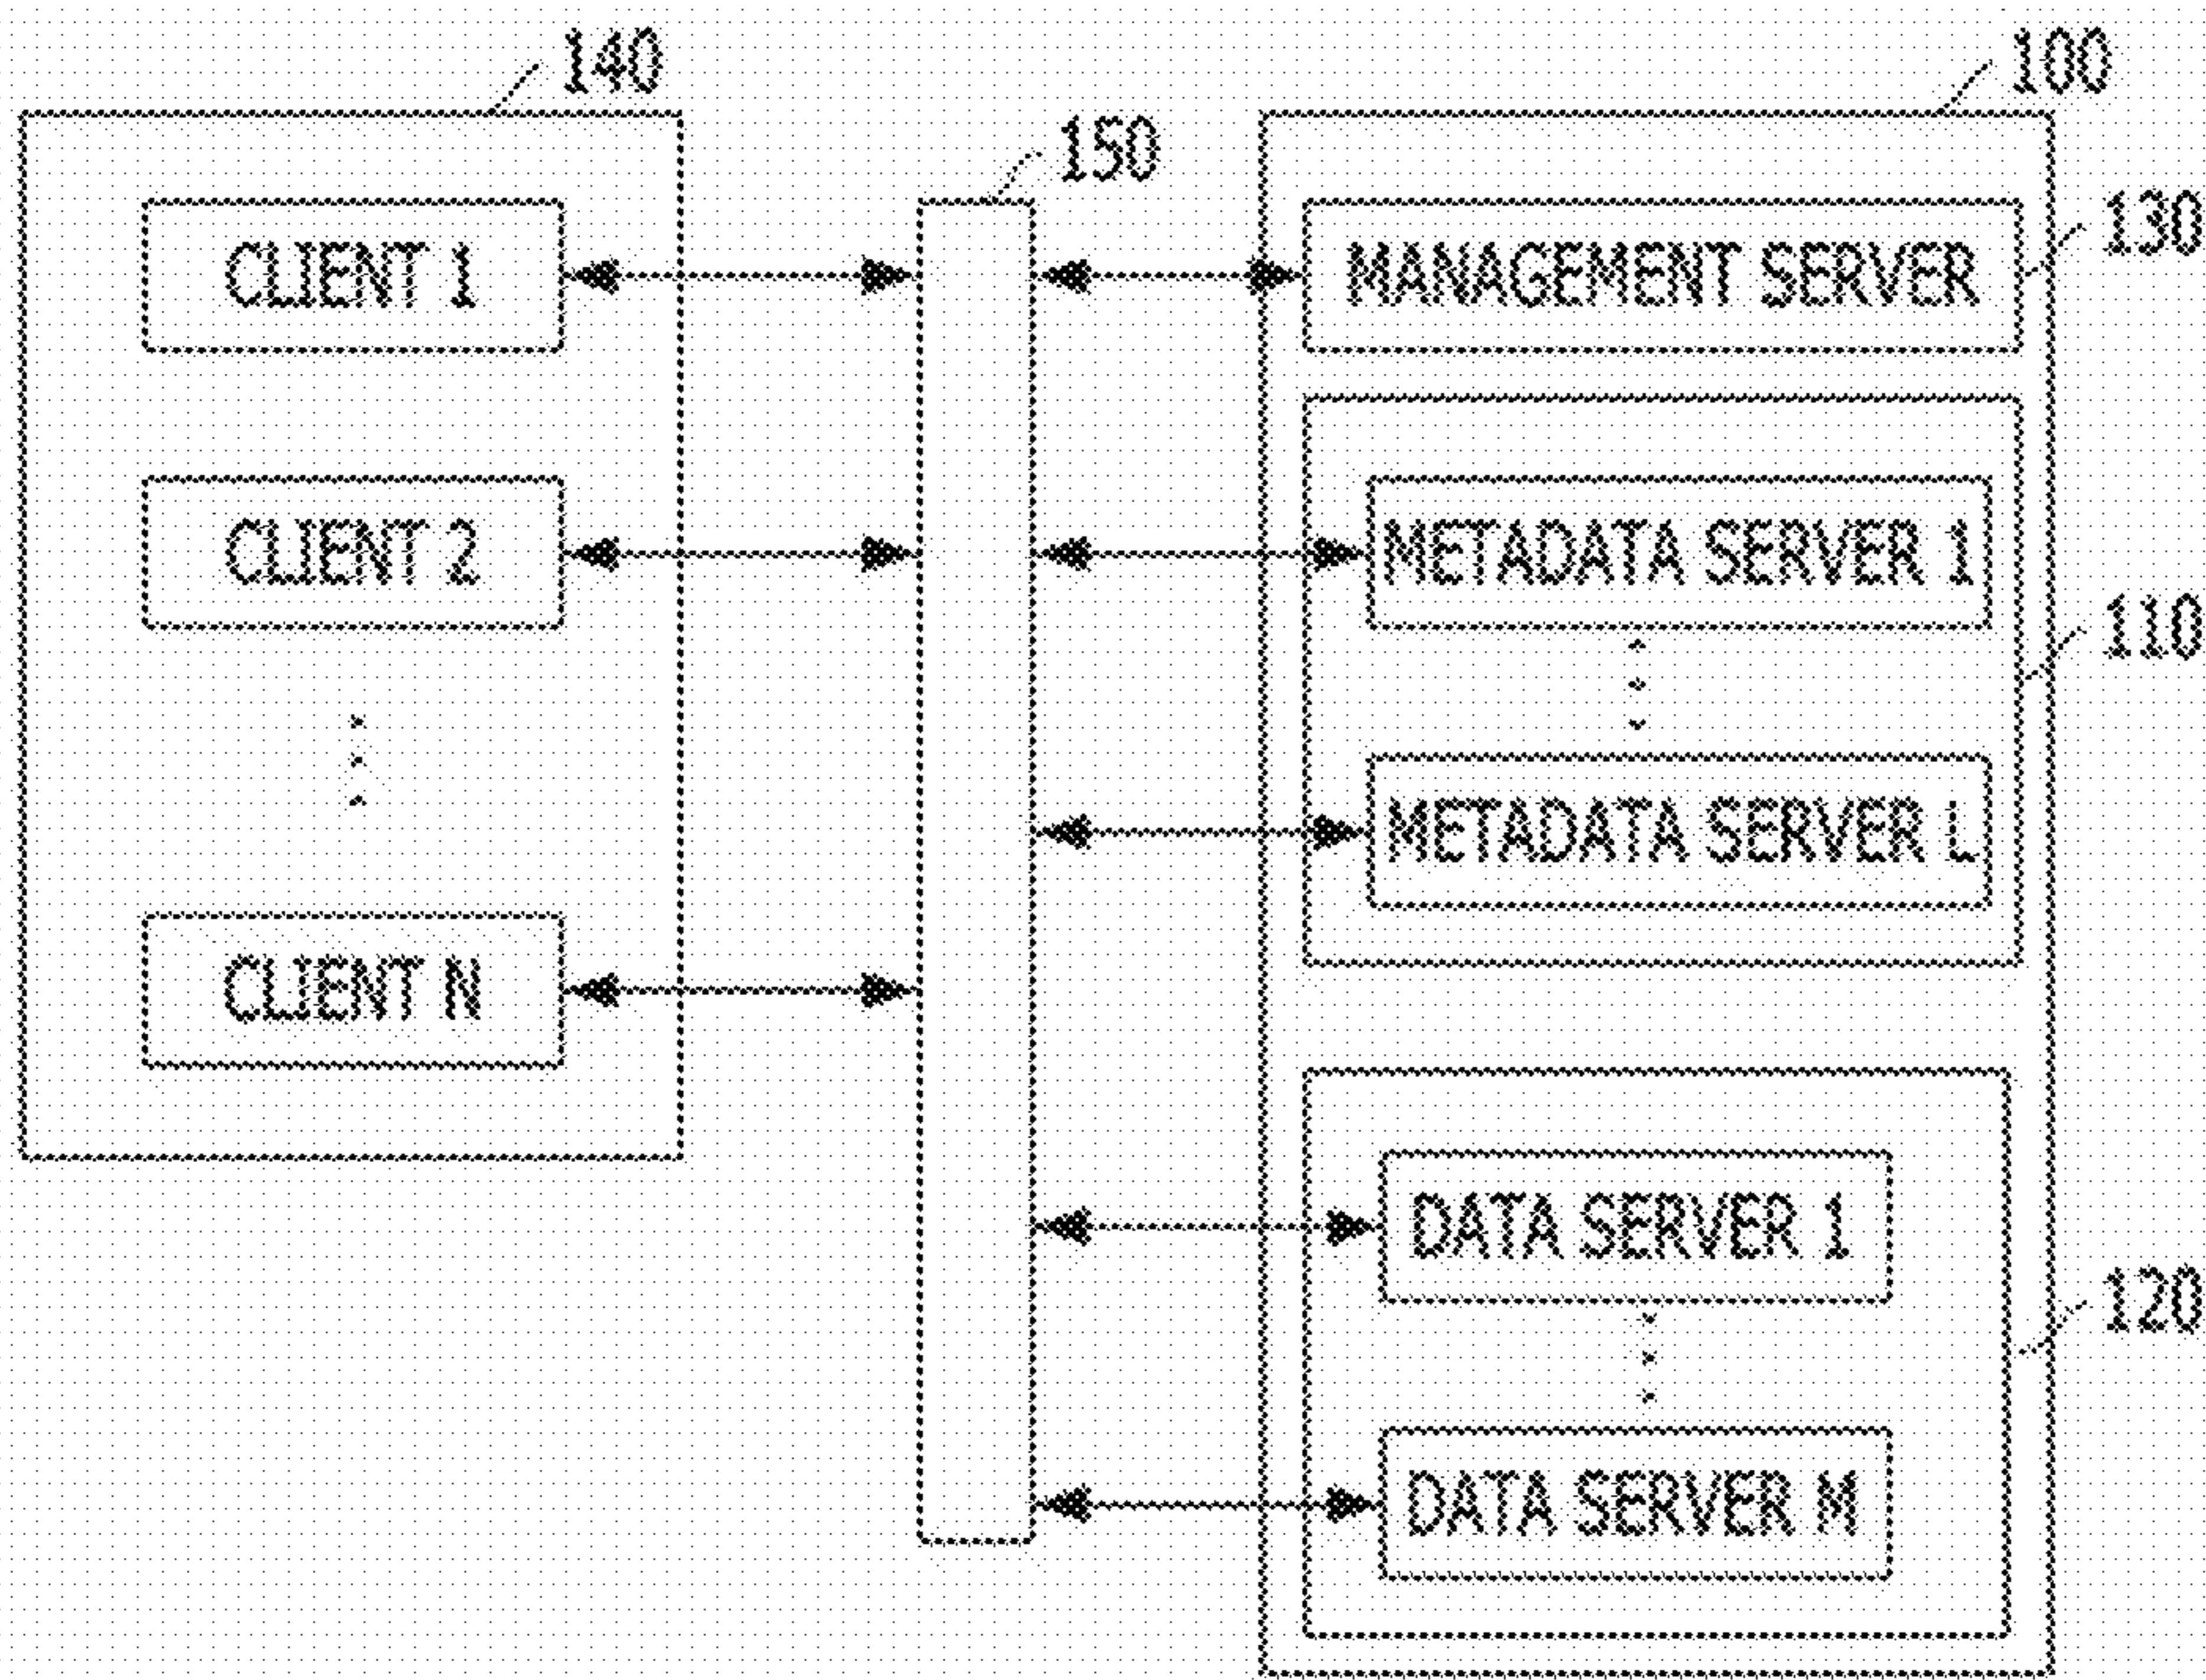 140
100
150
130
CLIENT 1
MANAGEMENT SERVER
CLIENT 2
METADATA SERVER 1
110
METADATA SERVER L
CLIENT N
DATA SERVER 1
120
DATA SERVER M